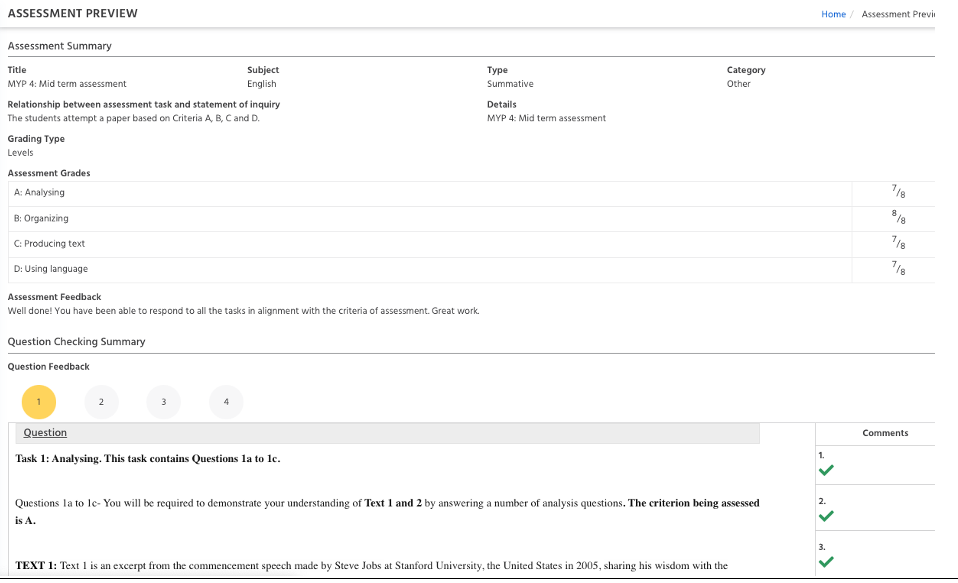 ASSESSMENT PREVIEW
Home / Assessment Previ
Assessment Summary
Title Subject Type Category
MYP 4: Mid term assessment English Summative Other
Relationship between assessment task and statement of inquiry Details
The students attempt a paper based on Criteria A, B, C and D. MYP 4: Mid term assessment
Grading Type
Levels
Assessment Grades
A: Analysing 7/8
B: Organizing 8/8
C: Producing text 7/8
D: Using language 7/8
Assessment Feedback
Well done! You have been able to respond to all the tasks in alignment with the criteria of assessment. Great work.
Question Checking Summary
Question Feedback
1 2 3 4
Question Comments
Task 1: Analysing. This task contains Questions 1a to 1c.
1.
Questions 1a to 1c- You will be required to demonstrate your understanding of Text 1 and 2 by answering a number of analysis questions. The criterion being assessed
is A.
2.
3.
TEXT 1: Text 1 is an excerpt from the commencement speech made by Steve Jobs at Stanford University, the United States in 2005, sharing his wisdom with the